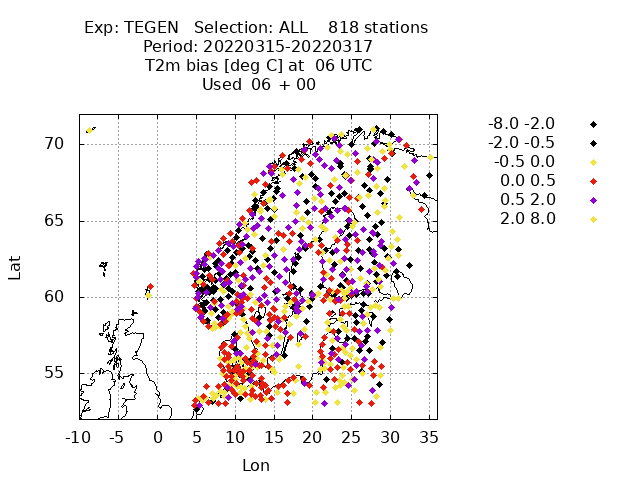 Exp: TEGEN   Selection: ALL    818 stations
Period: 20220315-20220317
T2m bias [deg C] at  06 UTC
Used  06 + 00
-8.0 -2.0
-2.0 -0.5
-0.5 0.0
0.0 0.5
0.5 2.0
2.0 8.0
70
65
60
55
Lat
-10 -5 0 5 10 15 20 25 30 35
Lon